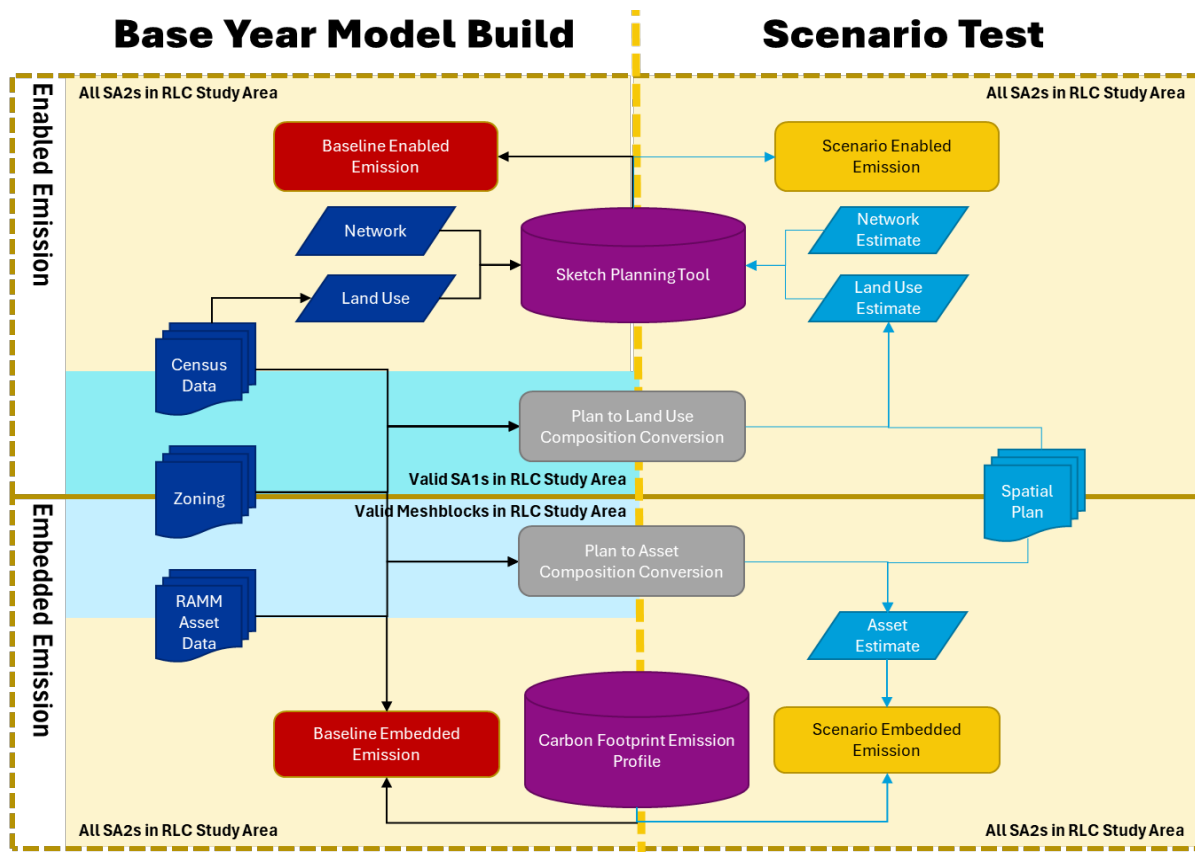 Base Year Model Build
Scenario Test
Enabled Emission
All SA2s in RLC Study Area
All SA2s in RLC Study Area
Baseline Enabled
Emission
Scenario Enabled
Emission
Network
Network
Estimate
Sketch Planning Tool
Land Use
Land Use
Estimate
Census
Data
Plan to Land Use
Composition Conversion
Valid SA1s in RLC Study Area
Zoning
Spatial
Plan
Embedded Emission
Valid Meshblocks in RLC Study Area
Plan to Asset
Composition Conversion
RAMM
Asset
Data
Asset
Estimate
Baseline Embedded
Emission
Carbon Footprint Emission
Profile
Scenario Embedded
Emission
All SA2s in RLC Study Area
All SA2s in RLC Study Area